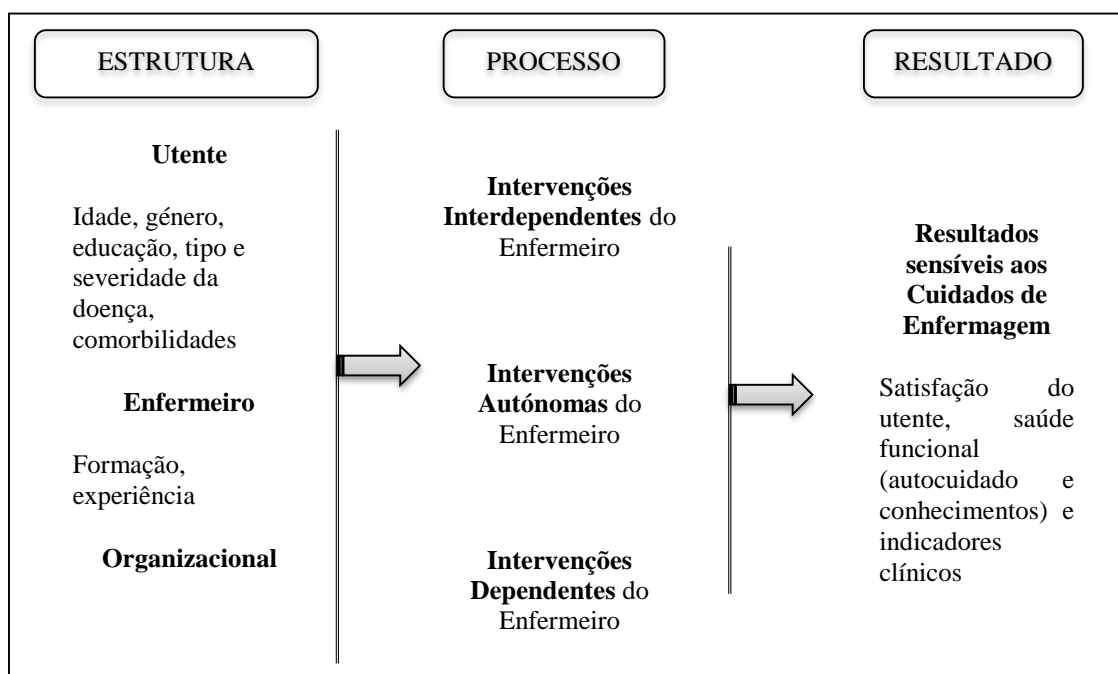 ESTRUTURA
PROCESSO
RESULTADO
Utente
Idade, género,
educação, tipo e
severidade da
doença,
comorbilidades
Enfermeiro
Formação,
experiência
Organizacional
Intervenções
Interdependentes do
Enfermeiro
Intervenções
Autónomas do
Enfermeiro
Intervenções
Dependentes do
Enfermeiro
Resultados
sensíveis aos
Cuidados de
Enfermagem
Satisfação do
utente, saúde
funcional
(autocuidado e
conhecimentos) e
indicadores
clínicos